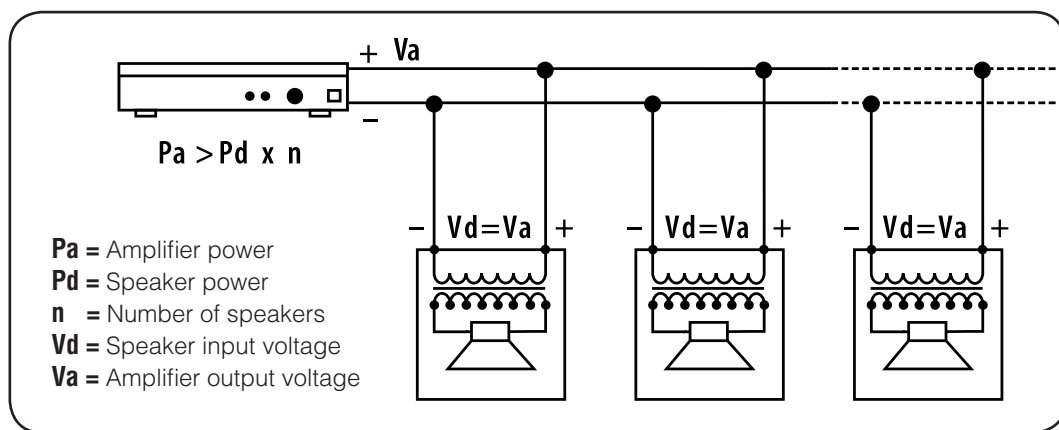 + Va
−
Pa > Pd x n
− Vd=Va +
− Vd=Va +
− Vd=Va +
Pa = Amplifier power
Pd = Speaker power
n = Number of speakers
Vd = Speaker input voltage
Va = Amplifier output voltage